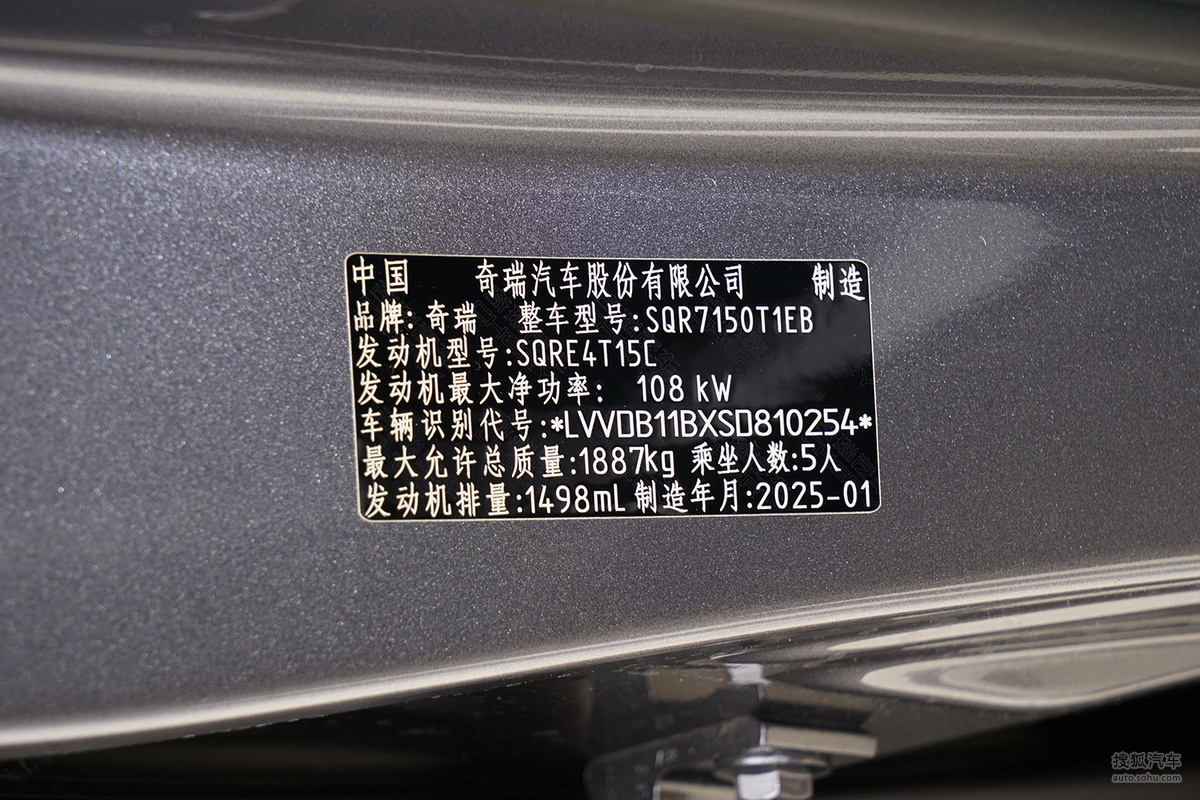 中国 奇瑞汽车股份有限公司 制造
品牌: 奇瑞 整车型号:SQR7150T1EB
发动机型号:SQRE4T15C
发动机最大净功率: 108 kW
车辆识别代号:*LVVDB11BXSD810254*
最大允许总质量:1887kg 乘坐人数:5人
发动机排量:1498mL 制造年月:2025-01
搜狐汽车
auto.sohu.com